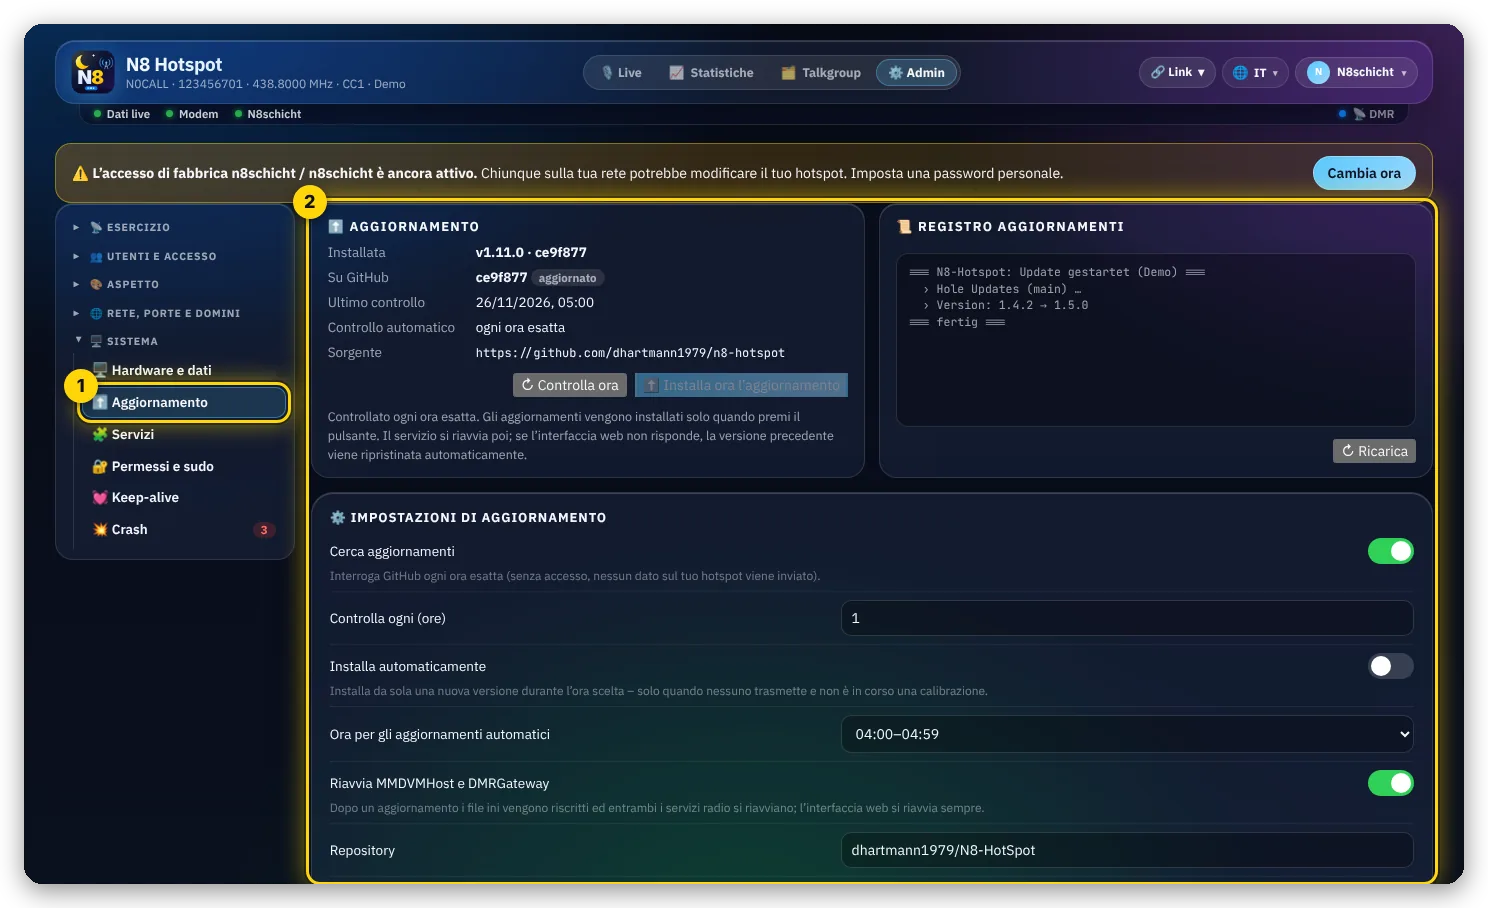 N8
N8 Hotspot
N0CALL · 123456701 · 438.8000 MHz · CC1 · Demo
Live
Statistiche
Talkgroup
Admin
Link ▾
IT ▾
N
N8schicht ▾
Dati live
Modem
N8schicht
DMR
L’accesso di fabbrica n8schicht / n8schicht è ancora attivo. Chiunque sulla tua rete potrebbe modificare il tuo hotspot. Imposta una password personale.
Cambia ora
ESERCIZIO
UTENTI E ACCESSO
ASPETTO
RETE, PORTE E DOMINI
SISTEMA
Hardware e dati
1
Aggiornamento
Servizi
Permessi e sudo
Keep-alive
Crash
3
2
AGGIORNAMENTO
Installata v1.11.0 · ce9f877
Su GitHub ce9f877 aggiornato
Ultimo controllo 26/11/2026, 05:00
Controllo automatico ogni ora esatta
Sorgente https://github.com/dhartmann1979/n8-hotspot
↻ Controlla ora
Installa ora l’aggiornamento
Controllato ogni ora esatta. Gli aggiornamenti vengono installati solo quando premi il
pulsante. Il servizio si riavvia poi; se l’interfaccia web non risponde, la versione precedente
viene ripristinata automaticamente.
REGISTRO AGGIORNAMENTI
=== N8-Hotspot: Update gestartet (Demo) ===
› Hole Updates (main) …
› Version: 1.4.2 → 1.5.0
=== fertig ===
↻ Ricarica
IMPOSTAZIONI DI AGGIORNAMENTO
Cerca aggiornamenti
Interroga GitHub ogni ora esatta (senza accesso, nessun dato sul tuo hotspot viene inviato).
Controlla ogni (ore) 1
Installa automaticamente
Installa da sola una nuova versione durante l’ora scelta – solo quando nessuno trasmette e non è in corso una calibrazione.
Ora per gli aggiornamenti automatici 04:00–04:59
Riavvia MMDVMHost e DMRGateway
Dopo un aggiornamento i file ini vengono riscritti ed entrambi i servizi radio si riavviano; l’interfaccia web si riavvia sempre.
Repository dhartmann1979/N8-HotSpot